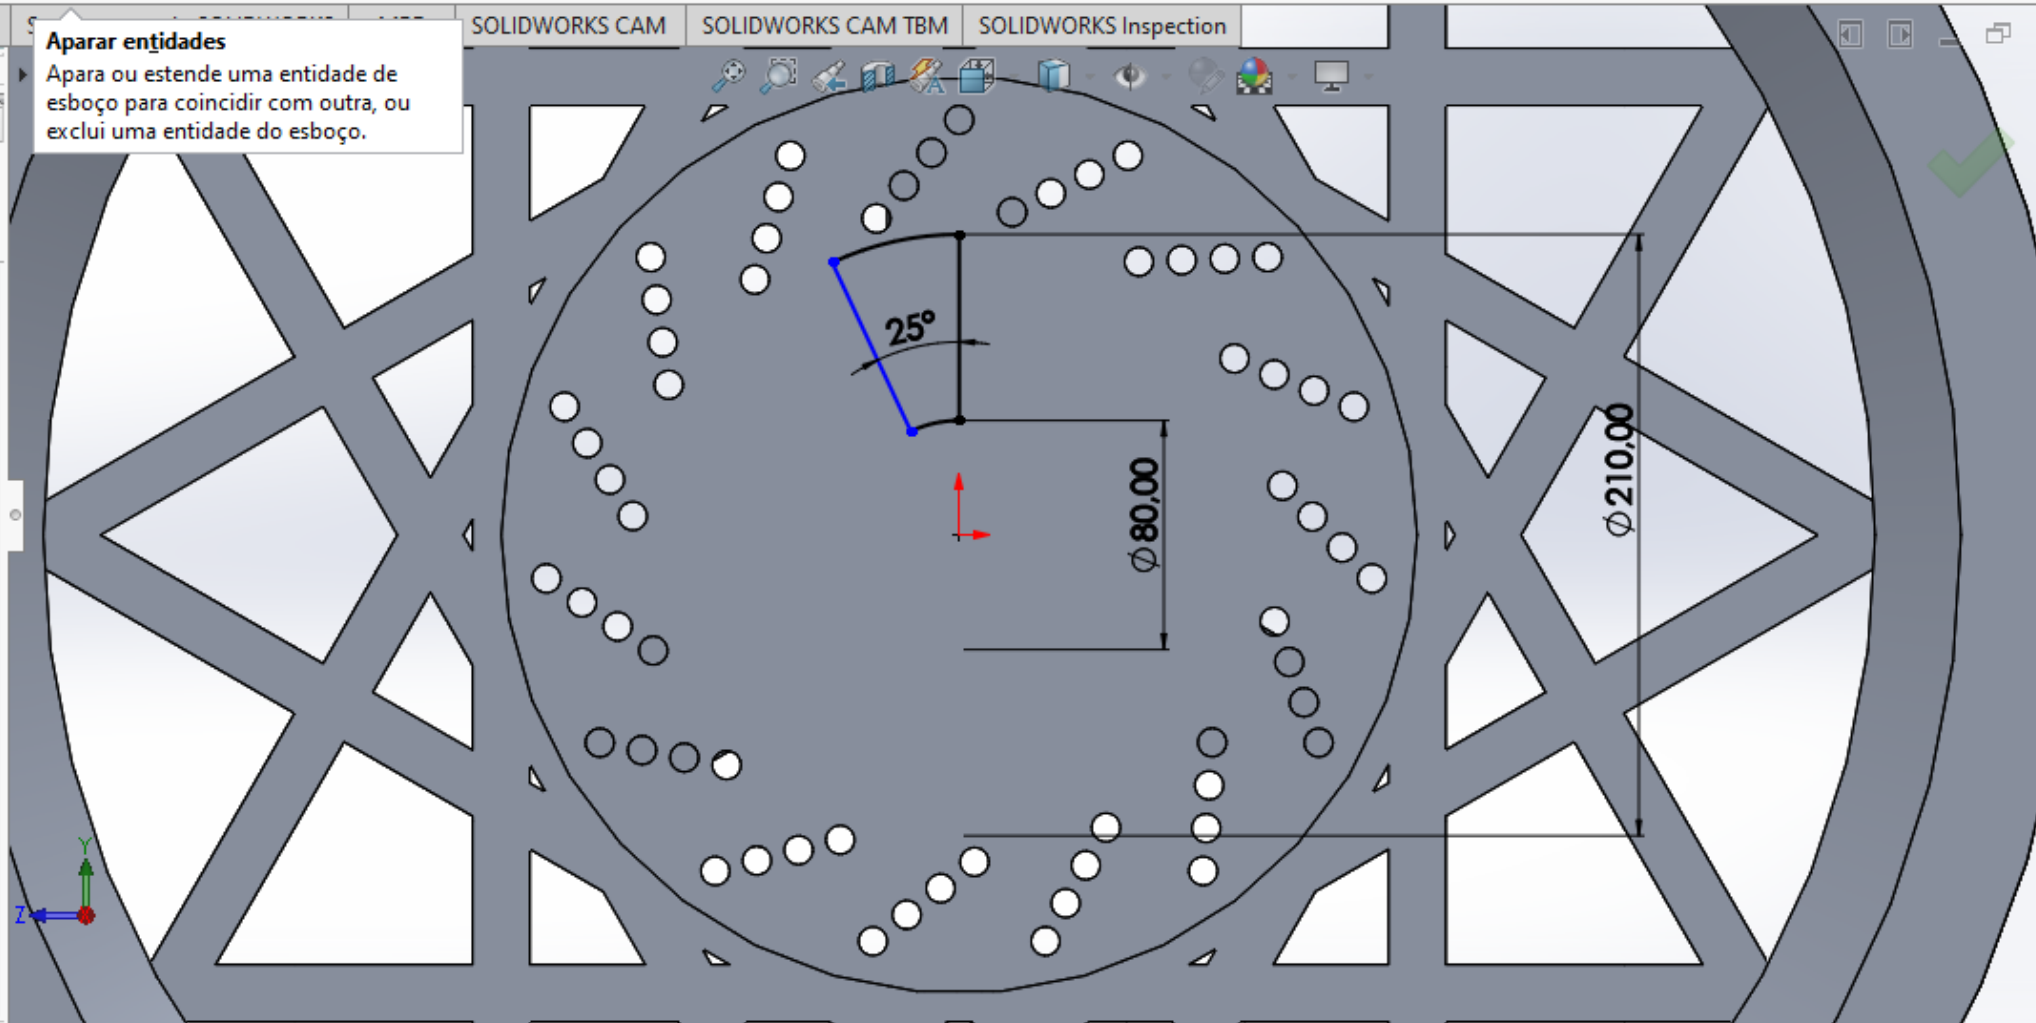 SOLIDWORKS CAM
SOLIDWORKS CAM TBM
SOLIDWORKS Inspection
Aparar entidades
Apara ou estende uma entidade de
esboço para coincidir com outra, ou
exclui uma entidade do esboço.
25°
Ø80,00
Ø210,00
Y
Z